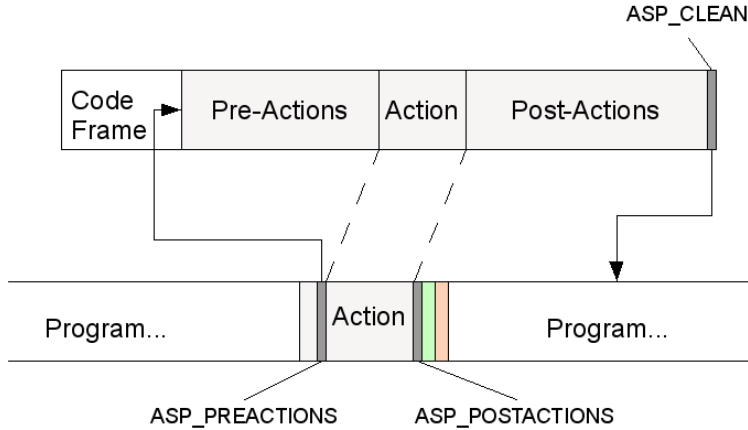 ASP_CLEAN
Code
Frame
Pre-Actions
Action
Post-Actions
Program...
Action
Program...
ASP_PREACTIONS
ASP_POSTACTIONS